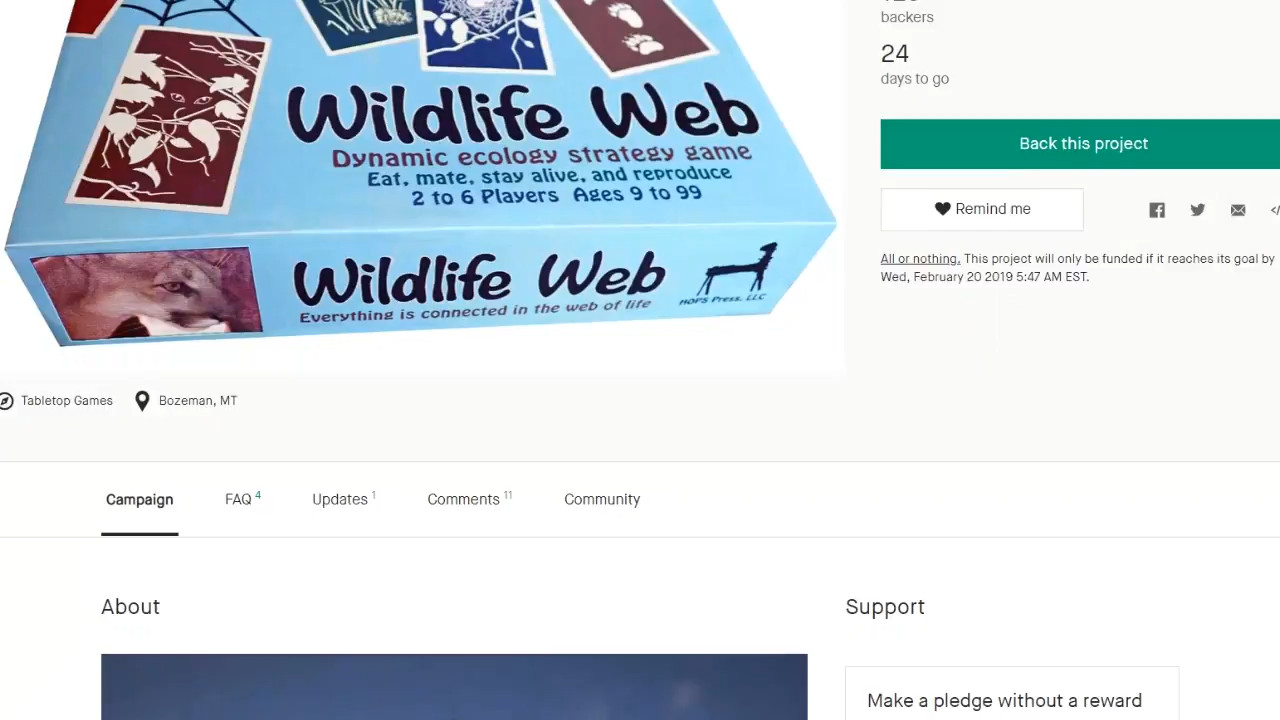 backers
24
days to go
Back this project
Remind me
All or nothing. This project will only be funded if it reaches its goal by
Wed, February 20 2019 5:47 AM EST.
Wildlife Web
Dynamic ecology strategy game
Eat, mate, stay alive, and reproduce
2 to 6 Players Ages 9 to 99
Wildlife Web
Everything is connected in the web of life
HOPS Press, LLC
Tabletop Games
Bozeman, MT
Campaign
FAQ 4
Updates 1
Comments 11
Community
About
Support
Make a pledge without a reward